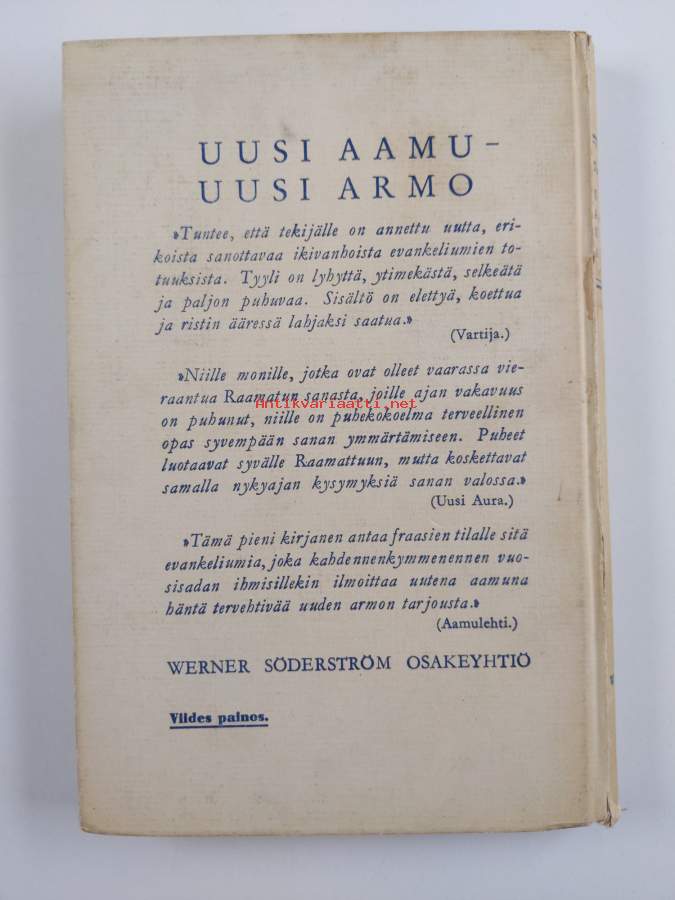 UUSI AAMU –
UUSI ARMO
»Tuntee, että tekijälle on annettu uutta, eri-
koista sanottavaa ikivanhoista evankeliumien to-
tuuksista. Tyyli on lyhyttä, ytimekästä, selkeätä
ja paljon puhuvaa. Sisältö on elettyä, koettua
ja ristin ääressä lahjaksi saatua.»
(Vartija.)
»Niille monille, jotka ovat olleet vaarassa vie-
raantua Raamatun sanasta, joille ajan vakavuus
Antikvariaatti.net
on puhunut, niille on puhekokoelma terveellinen
opas syvempään sanan ymmärtämiseen. Puheet
luotaavat syvälle Raamattuun, mutta koskettavat
samalla nykyajan kysymyksiä sanan valossa.»
(Uusi Aura.)
»Tämä pieni kirjanen antaa fraasien tilalle sitä
evankeliumia, joka kahdennenkymmenennen vuo-
sisadan ihmisillekin ilmoittaa uutena aamuna
häntä tervehtivää uuden armon tarjousta.»
(Aamulehti.)
WERNER SÖDERSTRÖM OSAKEYHTIÖ
Viides painos.